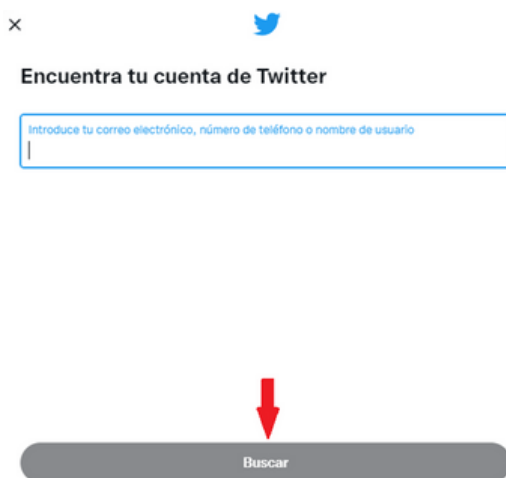 Encuentra tu cuenta de Twitter
Introduce tu correo electrónico, número de teléfono o nombre de usuario
Buscar